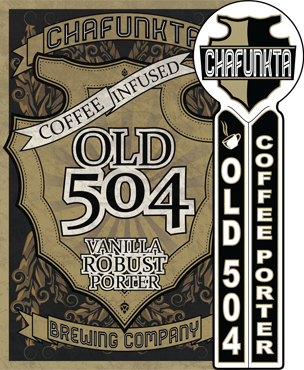 CHAFUNKTA
COFFEE INFUSED
OLD
504
VANILLA
ROBUST
PORTER
BREWING COMPANY
CHAFUNKTA
OLD 504
COFFEE PORTER